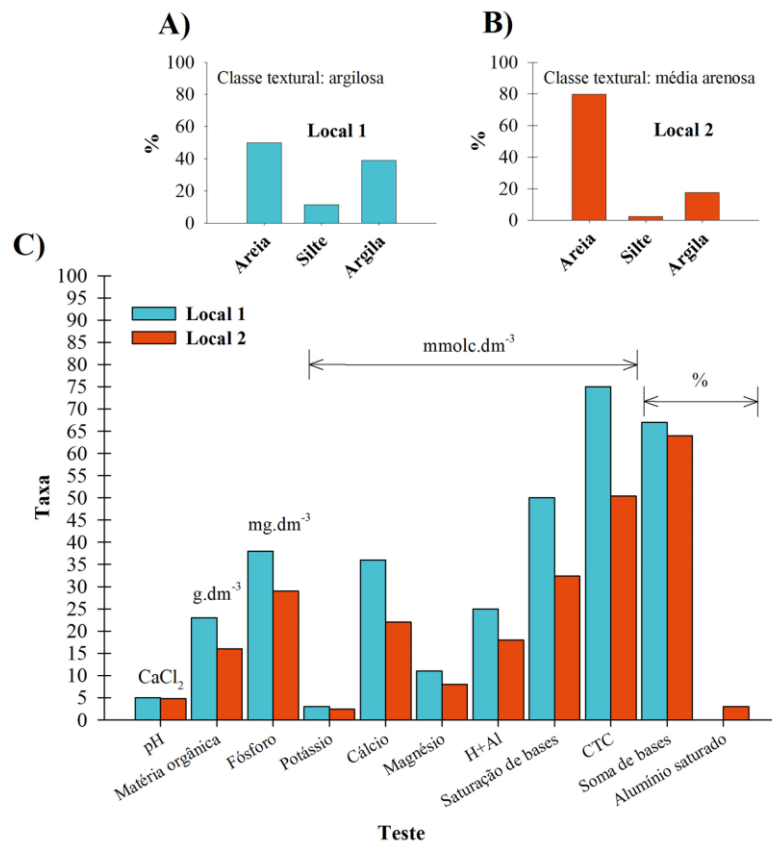 A)
Classe textural: argilosa
Local 1
%
100
80
60
40
20
0
Areia
Silte
Argila
B)
Classe textural: média arenosa
Local 2
100
80
60
40
20
0
Areia
Silte
Argila
C)
Local 1
Local 2
mmolc.dm⁻³
%
mg.dm⁻³
g.dm⁻³
CaCl₂
Taxa
100
95
90
85
80
75
70
65
60
55
50
45
40
35
30
25
20
15
10
5
0
pH
Matéria orgânica
Fósforo
Potássio
Cálcio
Magnésio
H+Al
Saturação de bases
CTC
Soma de bases
Alumínio saturado
Teste